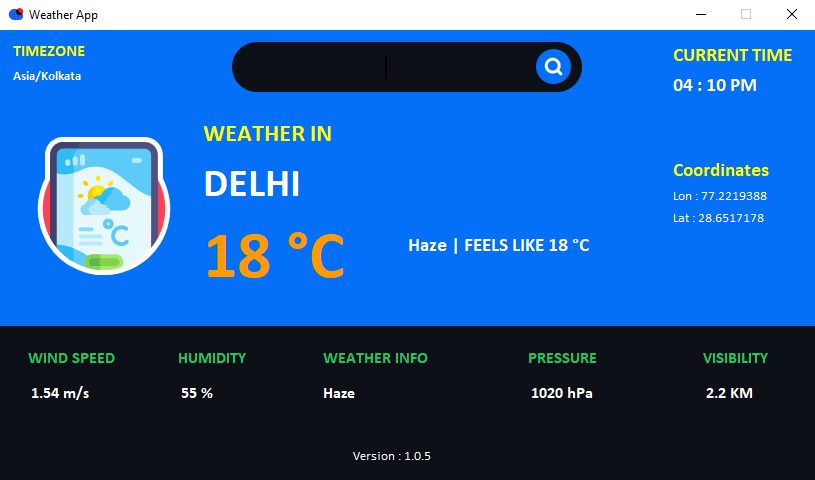 Weather App
TIMEZONE
Asia/Kolkata
CURRENT TIME
04 : 10 PM
WEATHER IN
DELHI
18 °C
°C
Haze | FEELS LIKE 18 °C
Coordinates
Lon : 77.2219388
Lat : 28.6517178
WIND SPEED
1.54 m/s
HUMIDITY
55 %
WEATHER INFO
Haze
PRESSURE
1020 hPa
VISIBILITY
2.2 KM
Version : 1.0.5